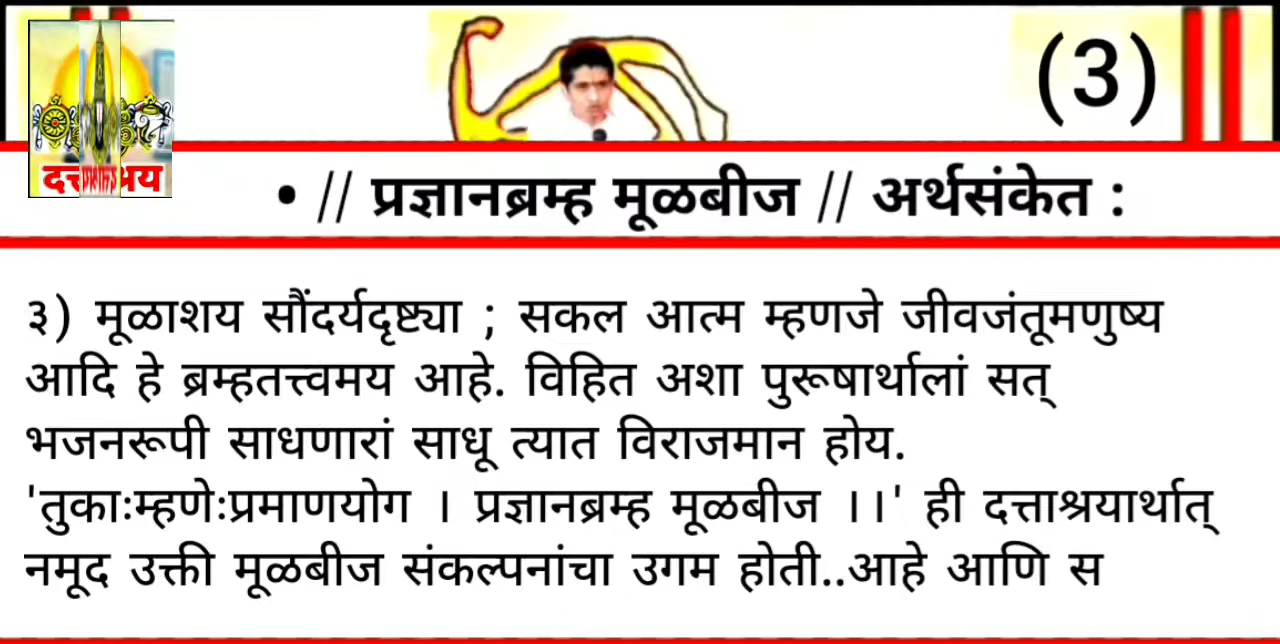 (3)
दत्ताश्रय
• // प्रज्ञानब्रम्ह मूळबीज // अर्थसंकेत :
३) मूळाशय सौंदर्यदृष्ट्या ; सकल आत्म म्हणजे जीवजंतूमणुष्य
आदि हे ब्रम्हतत्त्वमय आहे. विहित अशा पुरूषार्थालां सत्
भजनरूपी साधणारां साधू त्यात विराजमान होय.
'तुकाःम्हणेःप्रमाणयोग । प्रज्ञानब्रम्ह मूळबीज ।।' ही दत्ताश्रयार्थात्
नमूद उक्ती मूळबीज संकल्पनांचा उगम होती..आहे आणि स